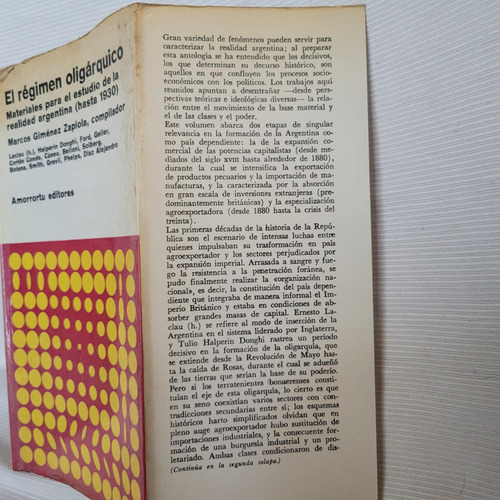 El régimen oligárquico
Materiales para el estudio de la
realidad argentina (hasta 1930)
Marcos Giménez Zapiola, compilador
Laclau (h.), Halperin Donghi, Ford, Geller,
Cortés Conde, Cúneo, Belloni, Solberg,
Botana, Smith, Gravil, Phelps, Díaz Alejandro
Amorrortu editores
Gran variedad de fenómenos pueden servir para
caracterizar la realidad argentina; al preparar
esta antología se ha entendido que los decisivos,
los que determinan su decurso histórico, son
aquellos en que confluyen los procesos socio-
económicos con los políticos. Los trabajos aquí
reunidos apuntan a desentrañar —desde pers-
pectivas teóricas e ideológicas diversas— la rela-
ción entre el movimiento de la base material y
el de las clases y el poder.
Este volumen abarca dos etapas de singular
relevancia en la formación de la Argentina co-
mo país dependiente: la de la expansión co-
mercial de las potencias capitalistas (desde me-
diados del siglo XVIII hasta alrededor de 1880),
durante la cual se intensifica la exportación
de productos pecuarios y la importación de ma-
nufacturas, y la caracterizada por la absorción
en gran escala de inversiones extranjeras (pre-
dominantemente británicas) y la especialización
agroexportadora (desde 1880 hasta la crisis del
treinta).
Las primeras décadas de la historia de la Repú-
blica son el escenario de intensas luchas entre
quienes impulsaban su trasformación en país
agroexportador y los sectores perjudicados por
la expansión imperial. Arrasada a sangre y fue-
go la resistencia a la penetración foránea, se
pudo finalmente realizar la «organización na-
cional», es decir, la constitución del país depen-
diente que integraba de manera informal el Im-
perio Británico y estaba en condiciones de ab-
sorber grandes masas de capital. Ernesto La-
clau (h.) se refiere al modo de inserción de la
Argentina en el sistema liderado por Inglaterra,
y Tulio Halperin Donghi rastrea un período
decisivo en la formación de la oligarquía, que
se extiende desde la Revolución de Mayo has-
ta la caída de Rosas, durante el cual se adueñó
de las tierras que serían la base de su poderío.
Pero si los terratenientes bonaerenses consti-
tuían el eje de esta oligarquía, lo cierto es que
en su seno coexistían varios sectores con con-
tradicciones secundarias entre sí; los esquemas
históricos harto simplificados olvidan que en
pleno auge agroexportador hubo sustitución de
importaciones industriales, y la consecuente for-
mación de una burguesía industrial y un pro-
letariado. Ambas clases condicionaron de dis-
(Continúa en la segunda solapa.)